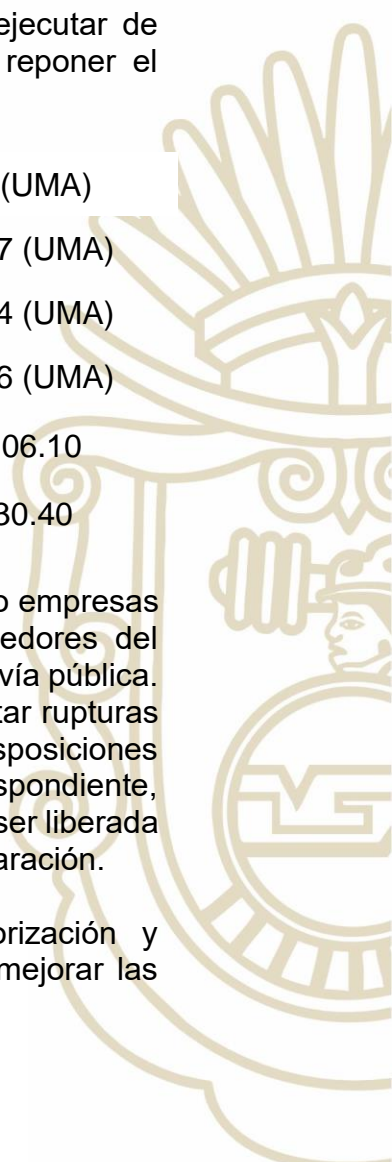 ejecutar de
reponer el
(UMA)
7 (UMA)
4 (UMA)
6 (UMA)
06.10
30.40
o empresas
edores del
vía pública.
tar rupturas
sposiciones
spondiente,
ser liberada
aración.
orización y
mejorar las